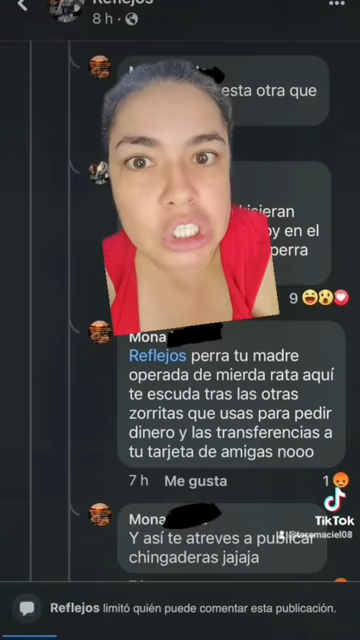 Reflejos
8 h
esta otra que
hisieran
oy en el
perra
9
Mona
Reflejos perra tu madre
operada de mierda rata aquí
te escuda tras las otras
zorritas que usas para pedir
dinero y las transferencias a
tu tarjeta de amigas nooo
7 h Me gusta
1
TikTok
Mona
Y así te atreves a publicar
chingaderas jajaja
Reflejos limitó quién puede comentar esta publicación.